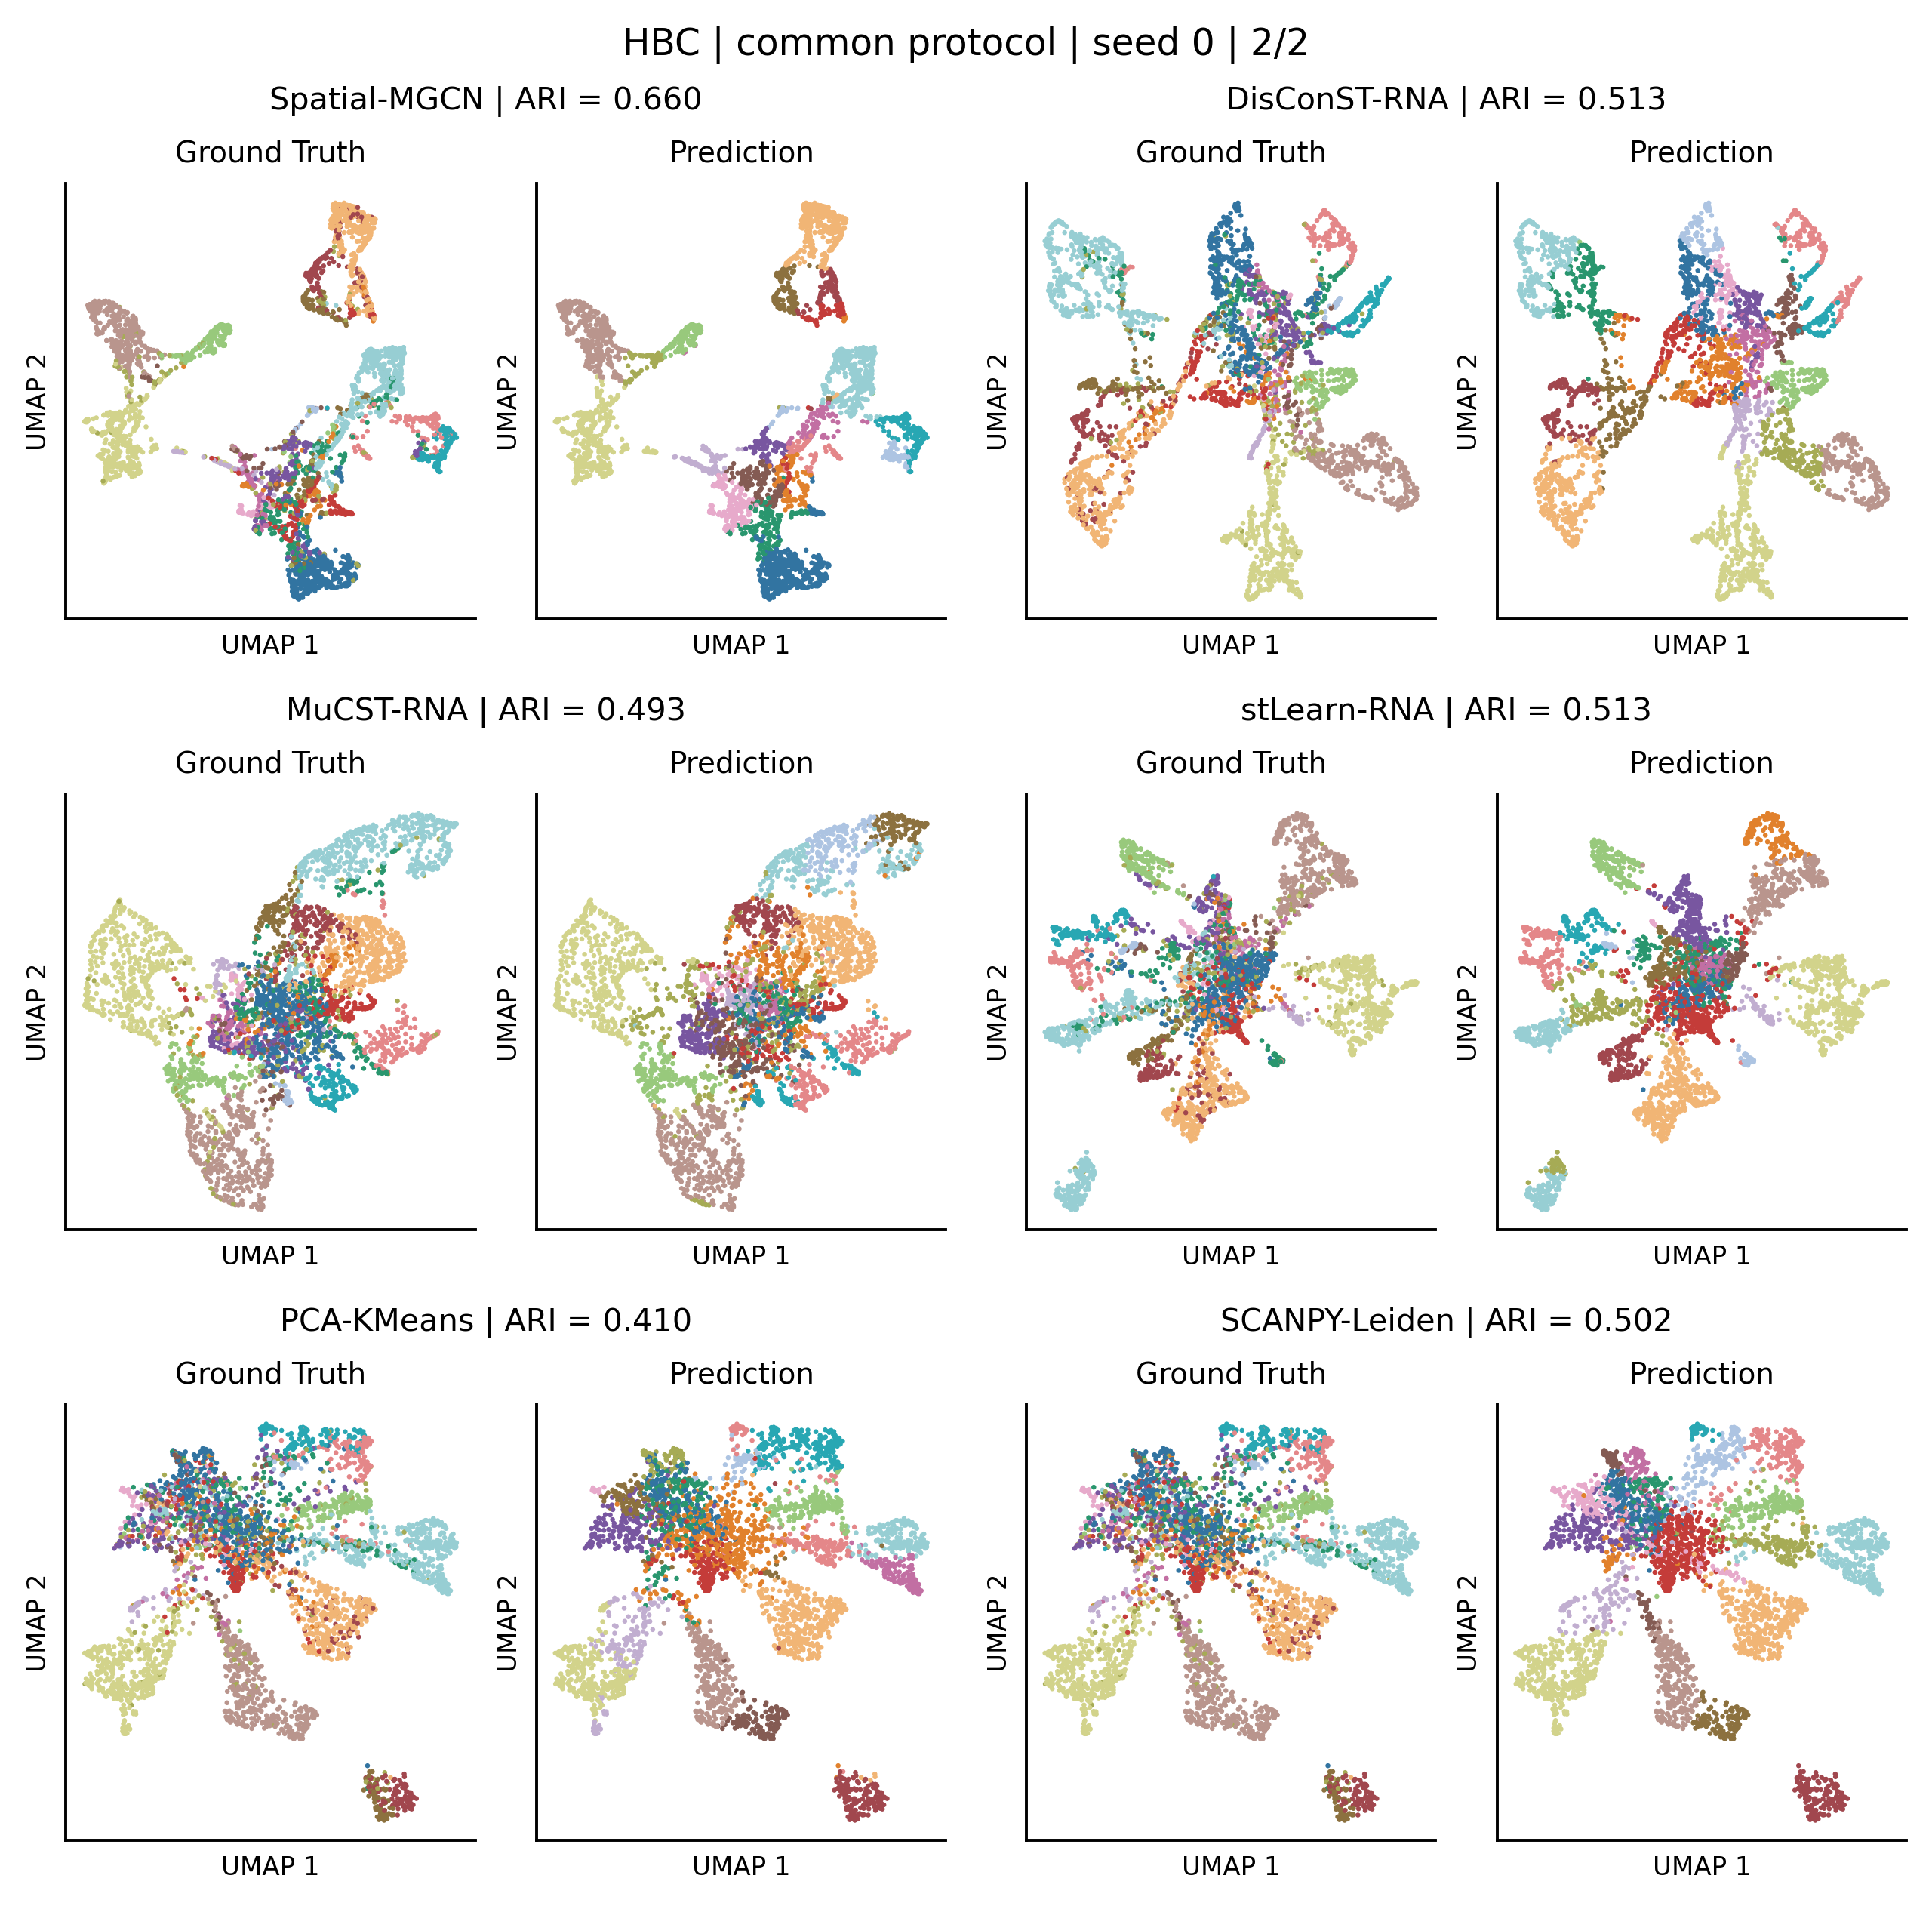 HBC | common protocol | seed 0 | 2/2
Spatial-MGCN | ARI = 0.660
DisConST-RNA | ARI = 0.513
Ground Truth
Prediction
Ground Truth
Prediction
UMAP 2
UMAP 2
UMAP 2
UMAP 2
UMAP 1
UMAP 1
UMAP 1
UMAP 1
MuCST-RNA | ARI = 0.493
stLearn-RNA | ARI = 0.513
Ground Truth
Prediction
Ground Truth
Prediction
UMAP 2
UMAP 2
UMAP 2
UMAP 2
UMAP 1
UMAP 1
UMAP 1
UMAP 1
PCA-KMeans | ARI = 0.410
SCANPY-Leiden | ARI = 0.502
Ground Truth
Prediction
Ground Truth
Prediction
UMAP 2
UMAP 2
UMAP 2
UMAP 2
UMAP 1
UMAP 1
UMAP 1
UMAP 1